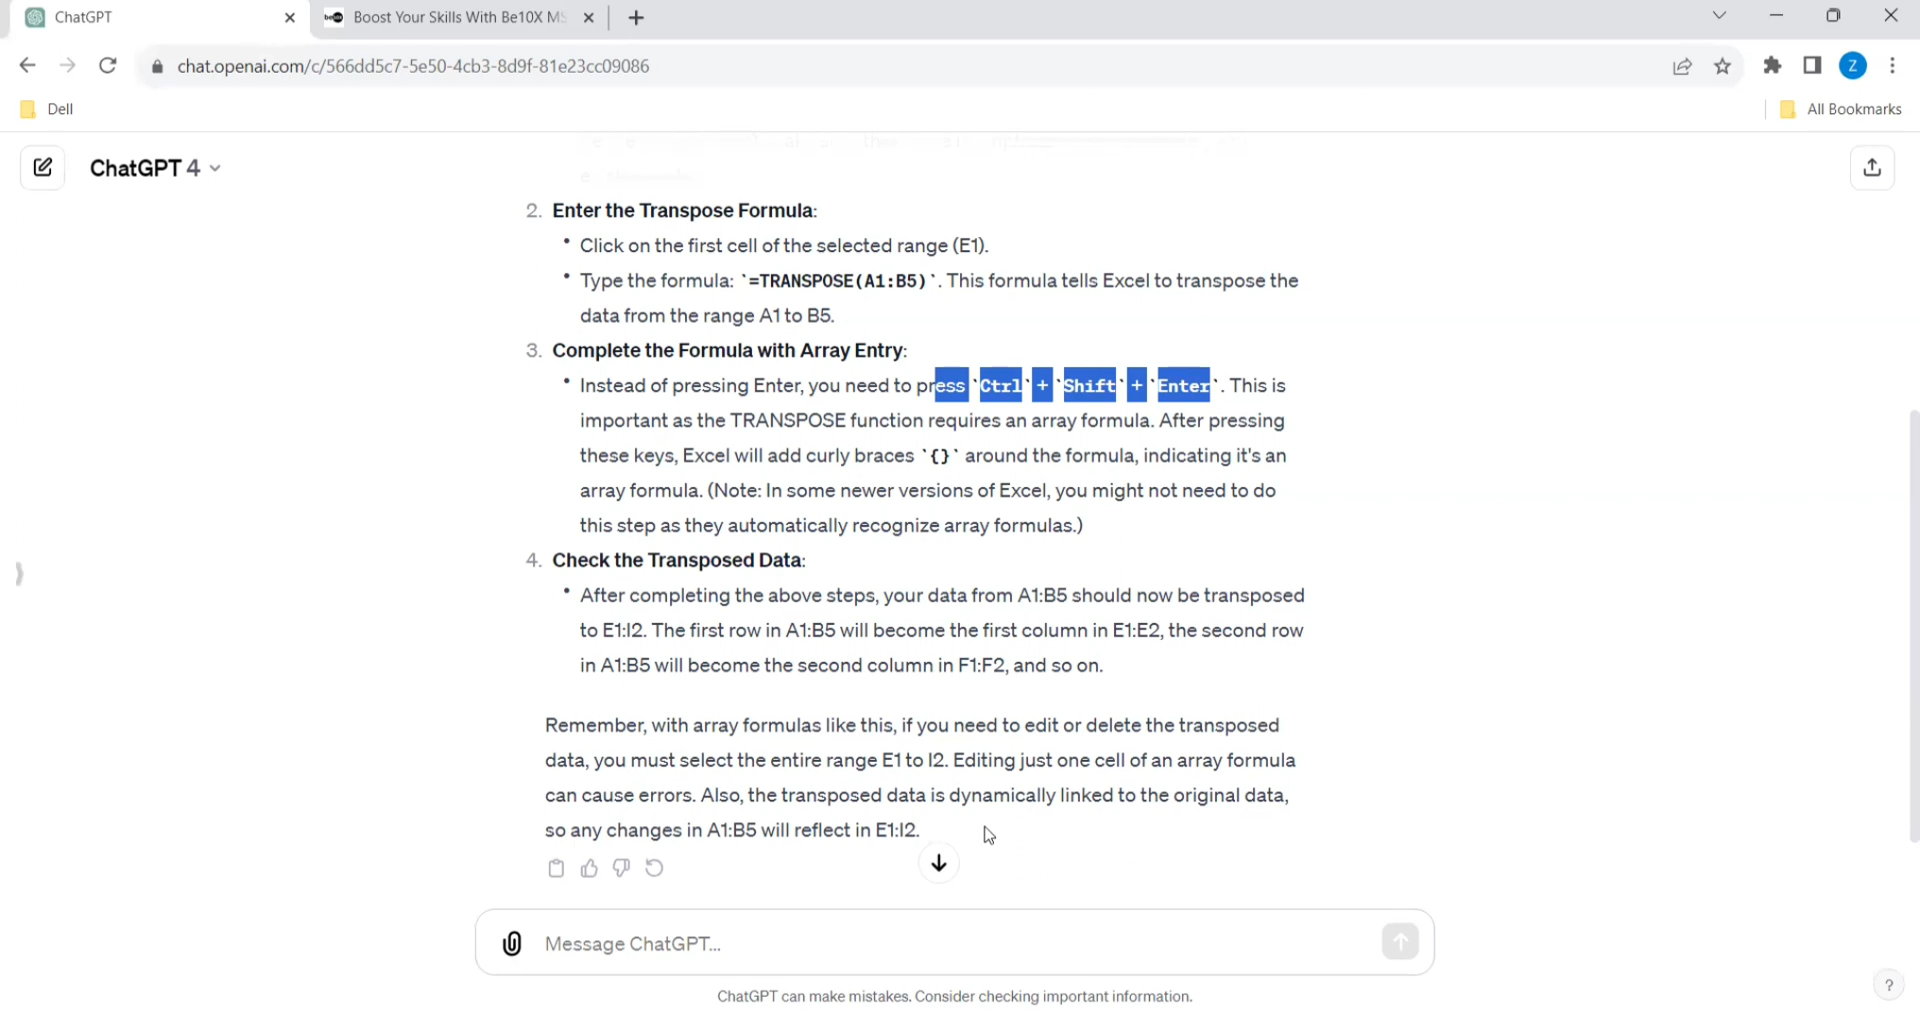 ChatGPT
Boost Your Skills With Be10X MS
chat.openai.com/c/566dd5c7-5e50-4cb3-8d9f-81e23cc09086
Z
Dell
All Bookmarks
ChatGPT 4
2. Enter the Transpose Formula:
• Click on the first cell of the selected range (E1).
• Type the formula: `=TRANSPOSE(A1:B5)`. This formula tells Excel to transpose the
data from the range A1 to B5.
3. Complete the Formula with Array Entry:
• Instead of pressing Enter, you need to press `Ctrl` + `Shift` + `Enter`. This is
important as the TRANSPOSE function requires an array formula. After pressing
these keys, Excel will add curly braces `{}` around the formula, indicating it's an
array formula. (Note: In some newer versions of Excel, you might not need to do
this step as they automatically recognize array formulas.)
4. Check the Transposed Data:
• After completing the above steps, your data from A1:B5 should now be transposed
to E1:I2. The first row in A1:B5 will become the first column in E1:E2, the second row
in A1:B5 will become the second column in F1:F2, and so on.
Remember, with array formulas like this, if you need to edit or delete the transposed
data, you must select the entire range E1 to I2. Editing just one cell of an array formula
can cause errors. Also, the transposed data is dynamically linked to the original data,
so any changes in A1:B5 will reflect in E1:I2.
Message ChatGPT...
ChatGPT can make mistakes. Consider checking important information.
?